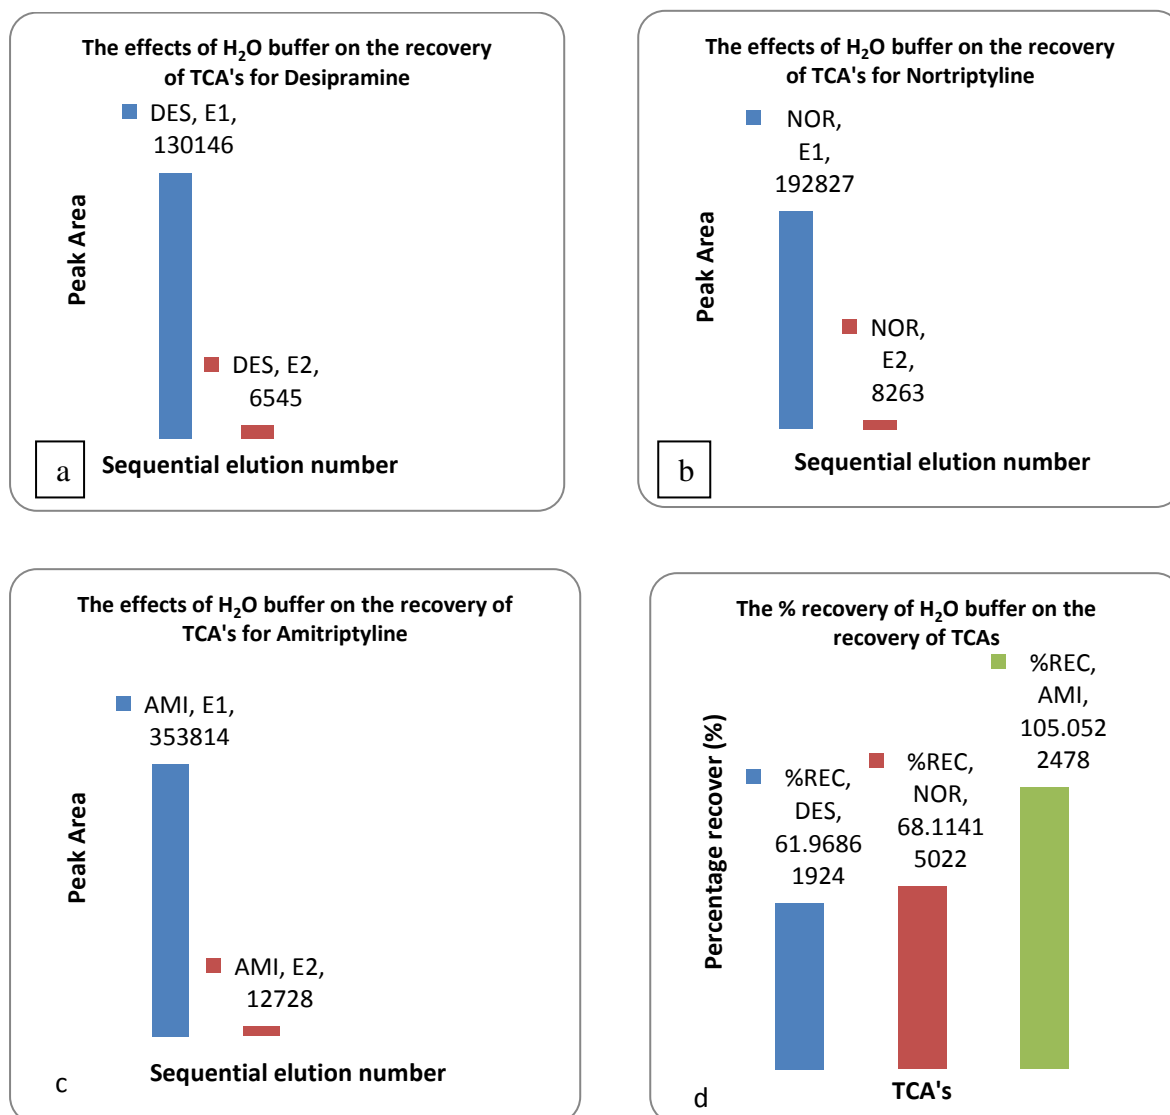 The effects of H₂O buffer on the recovery
of TCA's for Desipramine
DES, E1,
130146
DES, E2,
6545
Peak Area
Sequential elution number
a
The effects of H₂O buffer on the recovery
of TCA's for Nortriptyline
NOR,
E1,
192827
NOR,
E2,
8263
Peak Area
Sequential elution number
b
The effects of H₂O buffer on the recovery of
TCA's for Amitriptyline
AMI, E1,
353814
AMI, E2,
12728
Peak Area
Sequential elution number
c
The % recovery of H₂O buffer on the
recovery of TCAs
%REC,
DES,
61.9686
1924
%REC,
NOR,
68.1141
5022
%REC,
AMI,
105.052
2478
Percentage recover (%)
TCA's
d